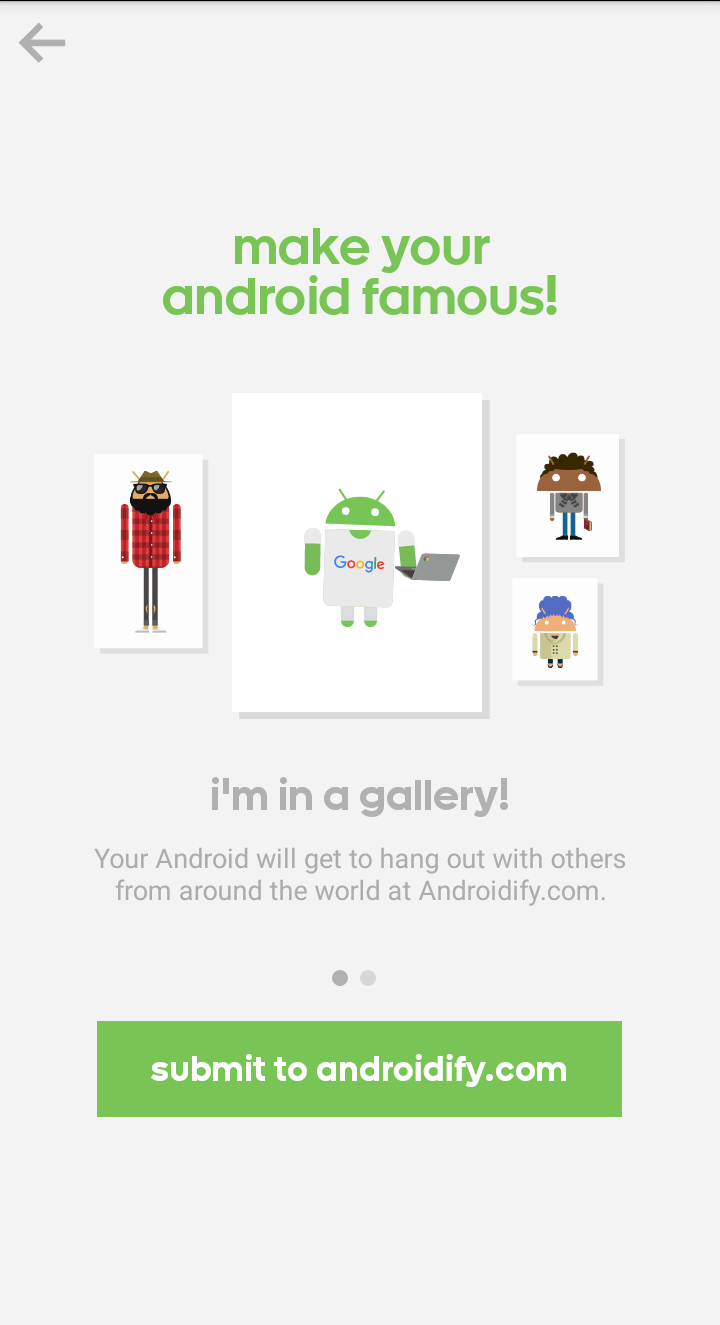 make your
android famous!
Google
i'm in a gallery!
Your Android will get to hang out with others
from around the world at Androidify.com.
submit to androidify.com